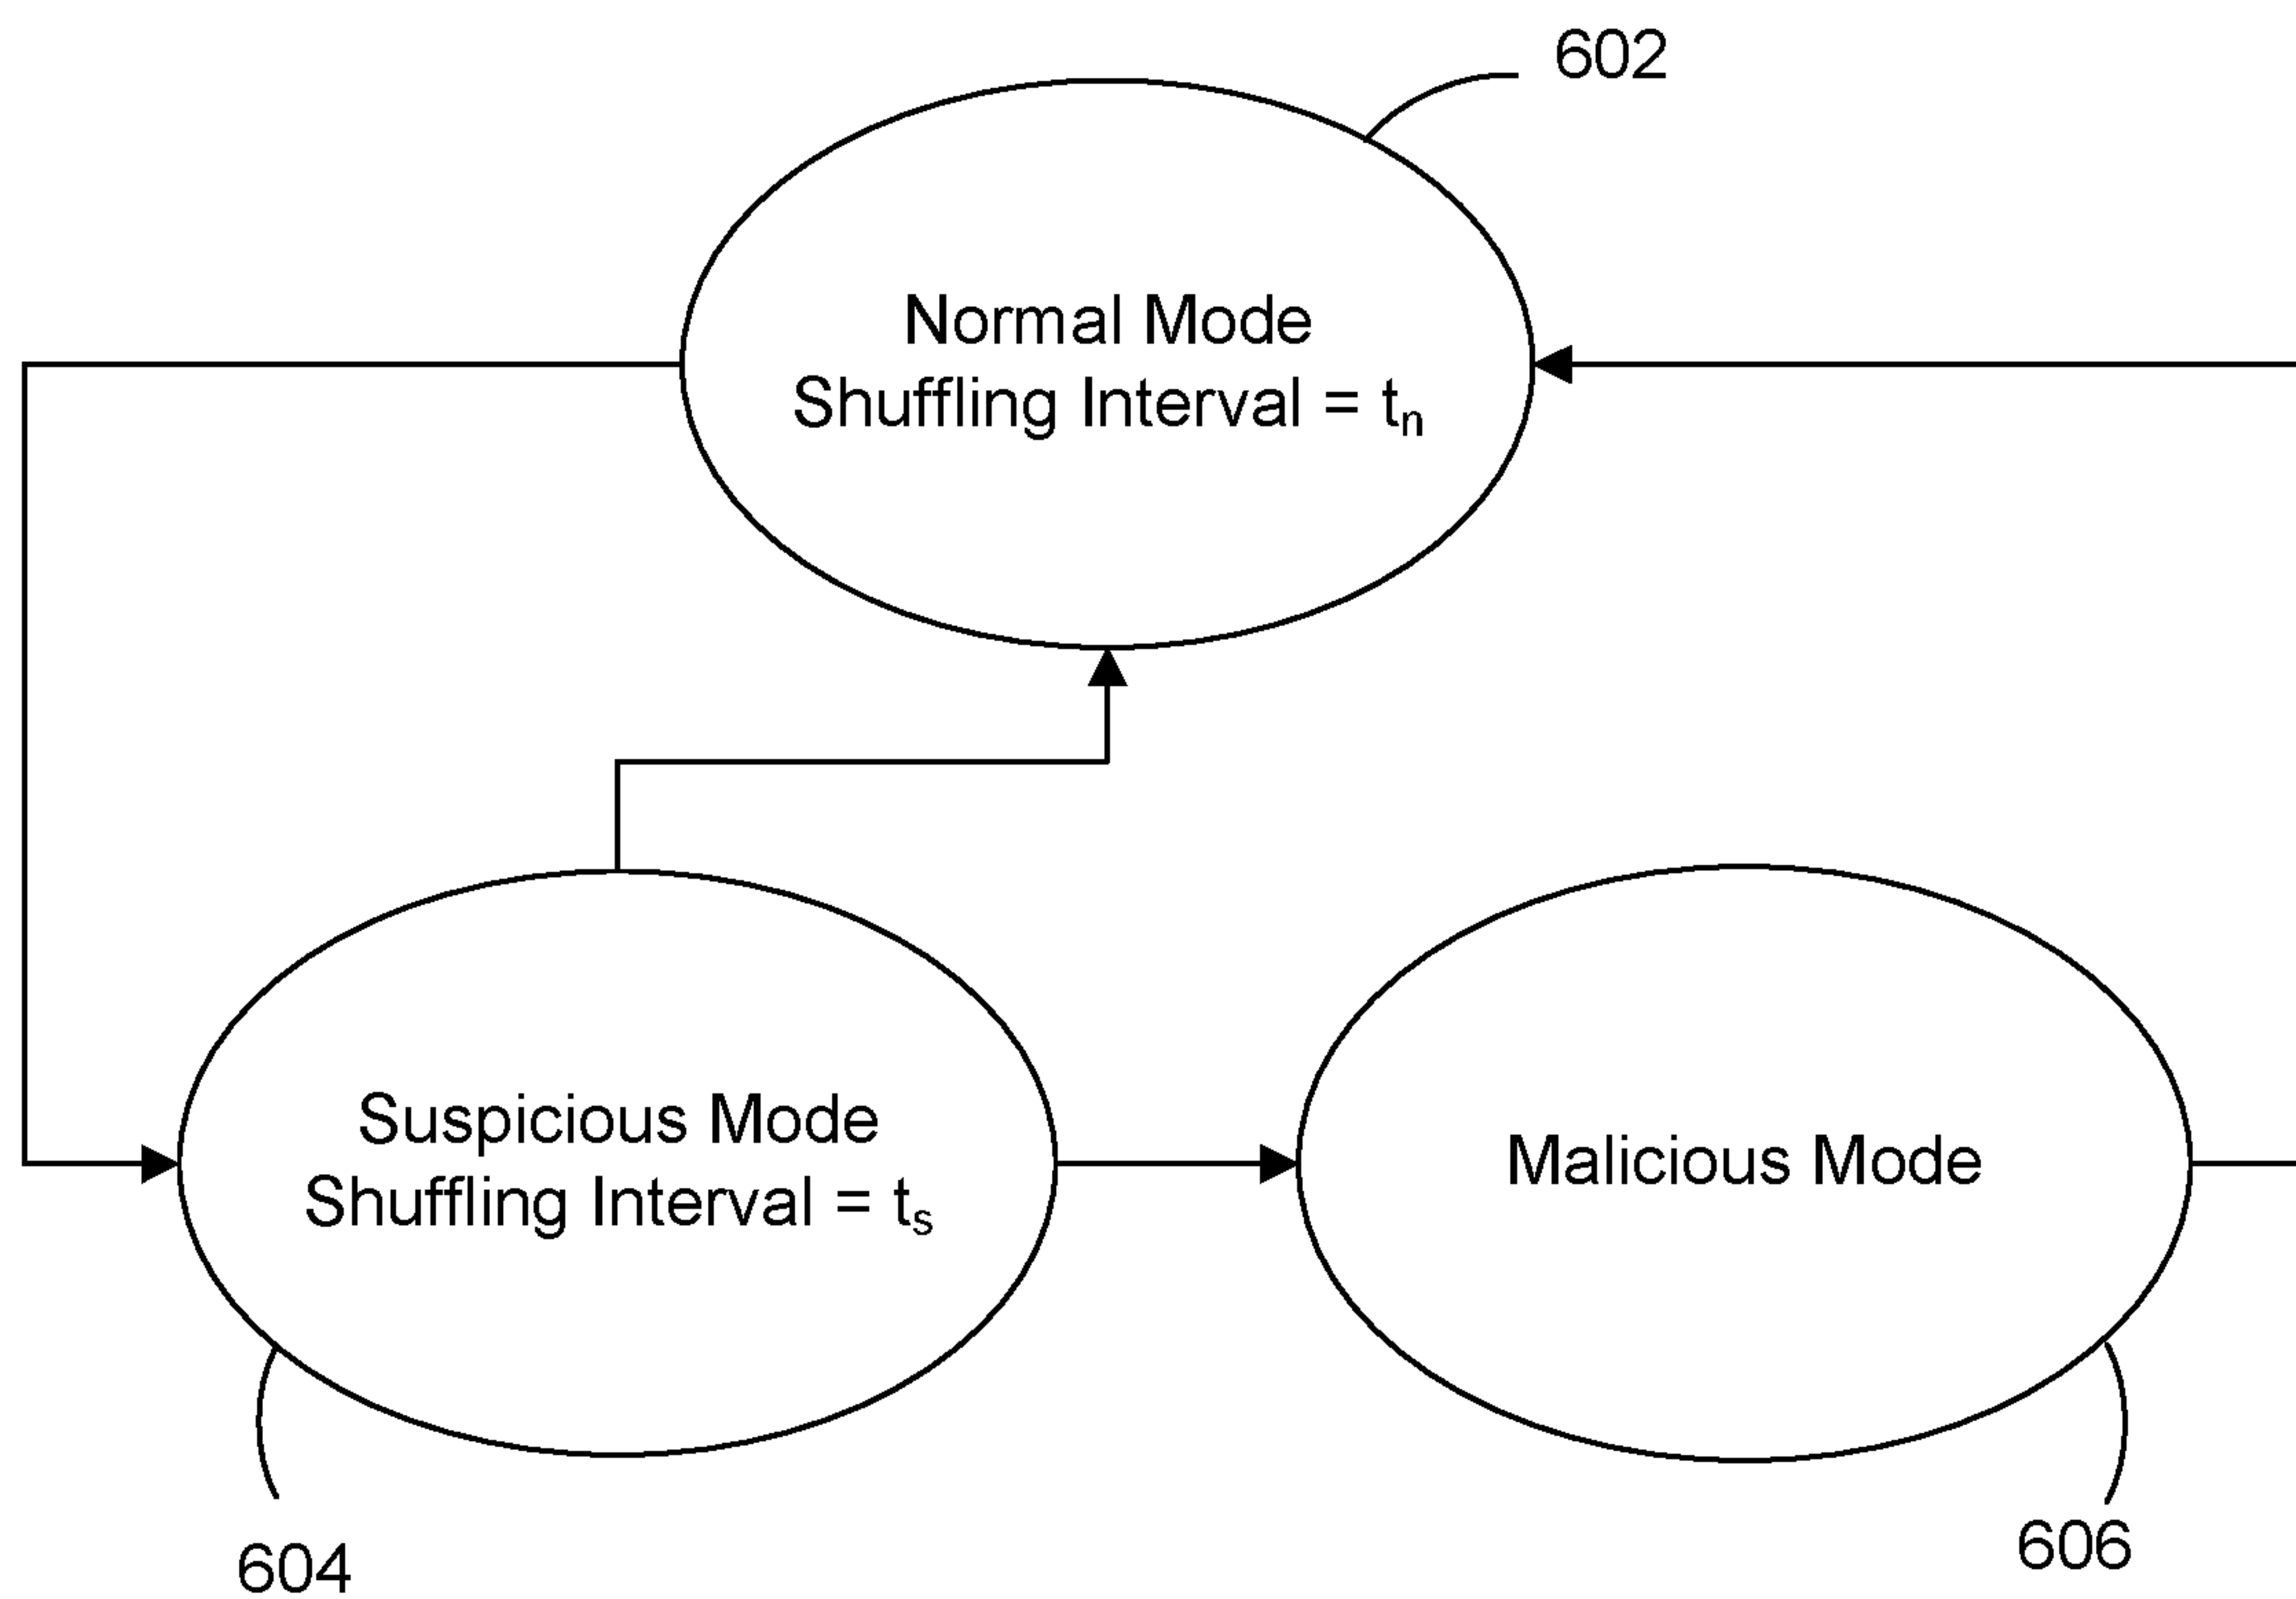 602
Normal Mode
Shuffling Interval = tn
Suspicious Mode
Shuffling Interval = ts
Malicious Mode
604
606